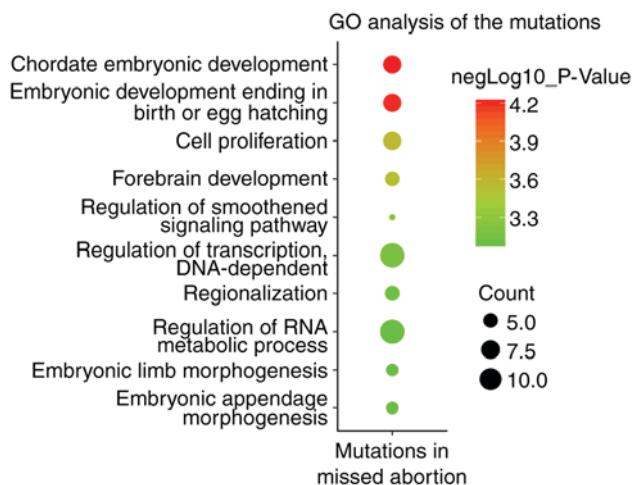 GO analysis of the mutations
Chordate embryonic development
Embryonic development ending in
birth or egg hatching
Cell proliferation
Forebrain development
Regulation of smoothened
signaling pathway
Regulation of transcription,
DNA-dependent
Regionalization
Regulation of RNA
metabolic process
Embryonic limb morphogenesis
Embryonic appendage
morphogenesis
Mutations in
missed abortion
negLog10_P-Value
4.2
3.9
3.6
3.3
Count
5.0
7.5
10.0